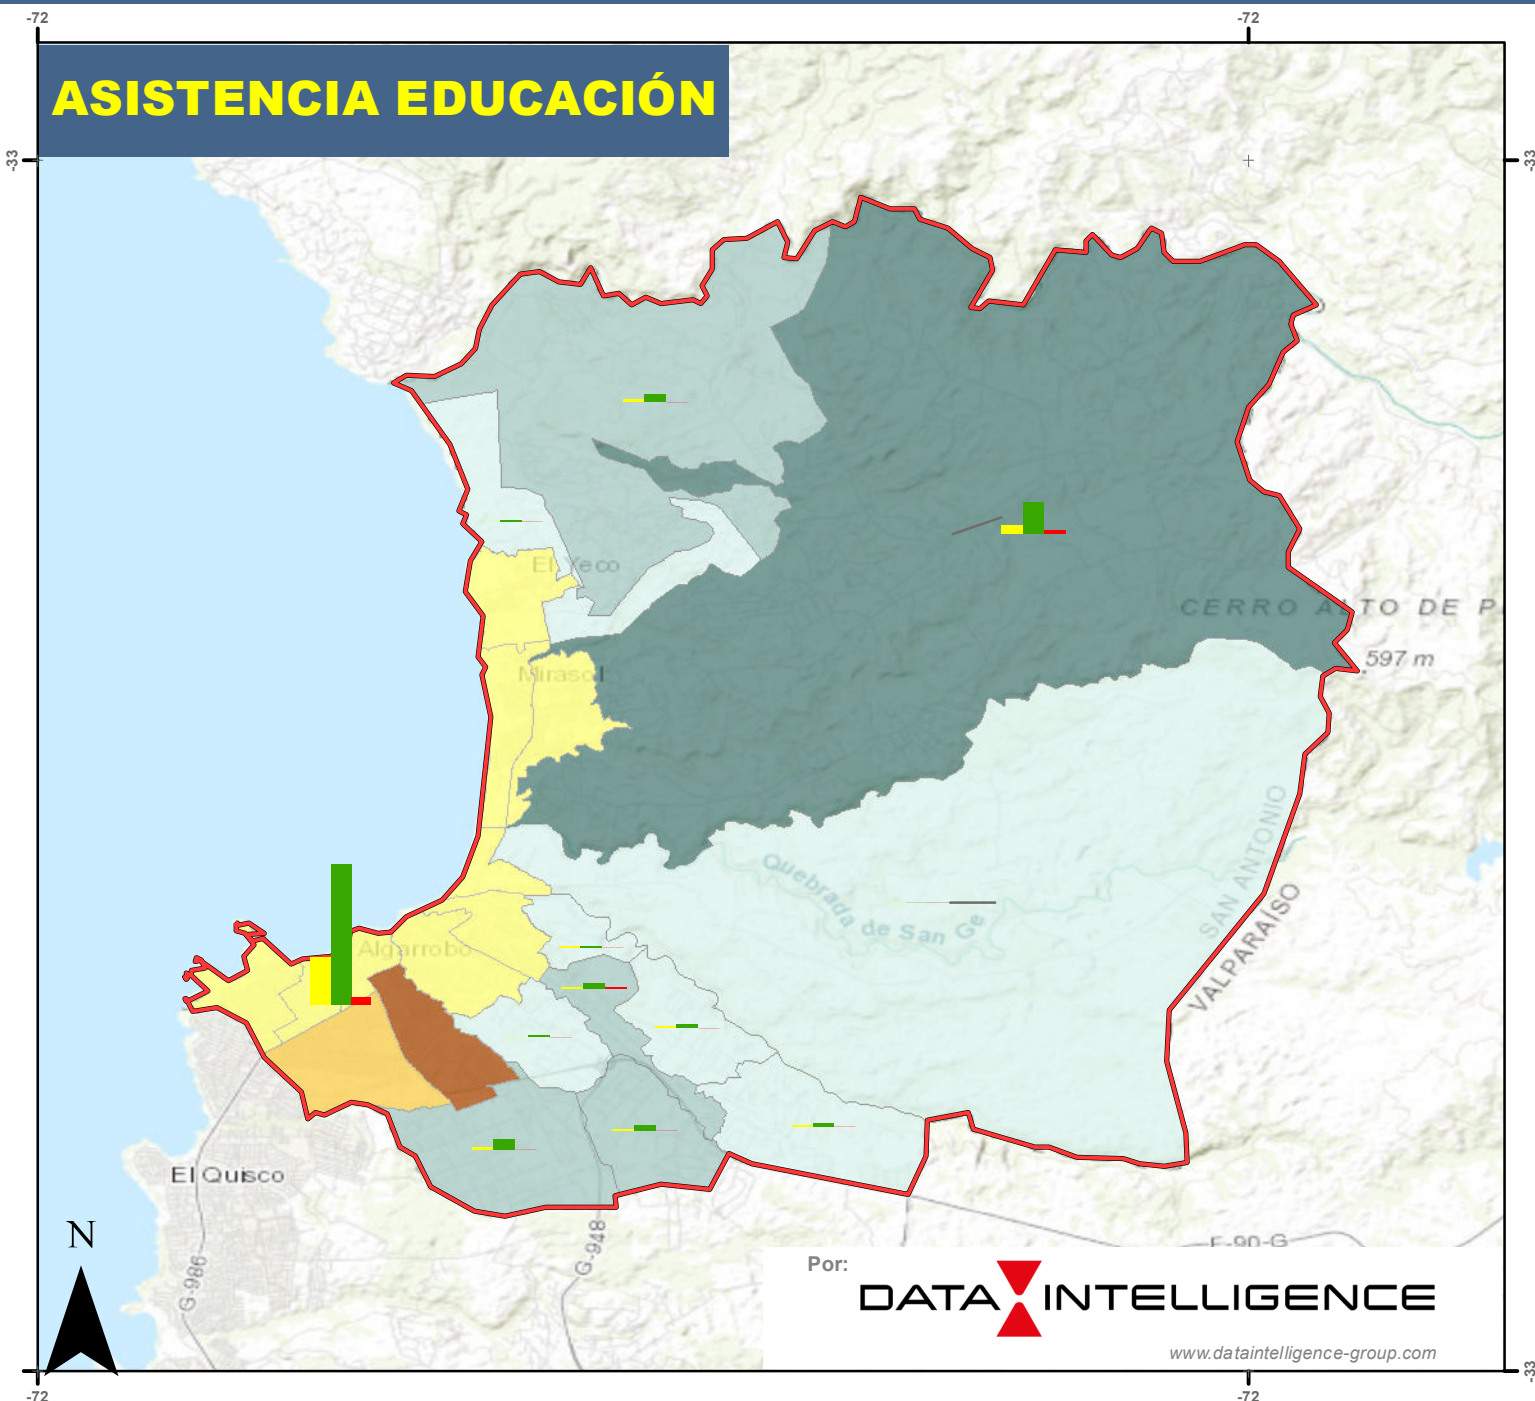 -72
-72
ASISTENCIA EDUCACIÓN
-33
-33
El Yeco
CERRO ALTO DE P
597 m
Mirasol
SAN ANTONIO
VALPARAÍSO
Quebrada de San Ge
Algarrobo
El Quisco
N
G-986
G-948
F-90-G
Por:
DATA INTELLIGENCE
www.dataintelligence-group.com
-33
-72
-72